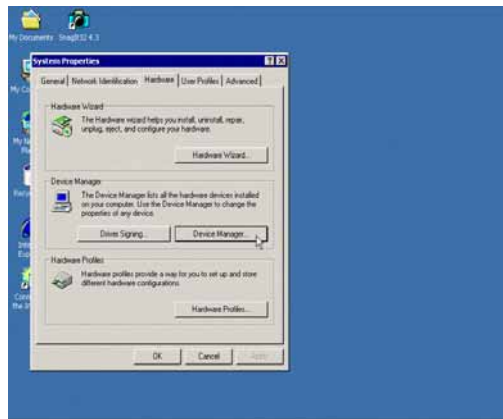 My Documents SnagIt32 4.3
System Properties
General
Network Identification
Hardware
User Profiles
Advanced
Hardware Wizard
The Hardware wizard helps you install, uninstall, repair,
unplug, eject, and configure your hardware.
Hardware Wizard...
Device Manager
The Device Manager lists all the hardware devices installed
on your computer. Use the Device Manager to change the
properties of any device.
Driver Signing...
Device Manager...
Hardware Profiles
Hardware profiles provide a way for you to set up and store
different hardware configurations.
Hardware Profiles...
OK
Cancel
Apply